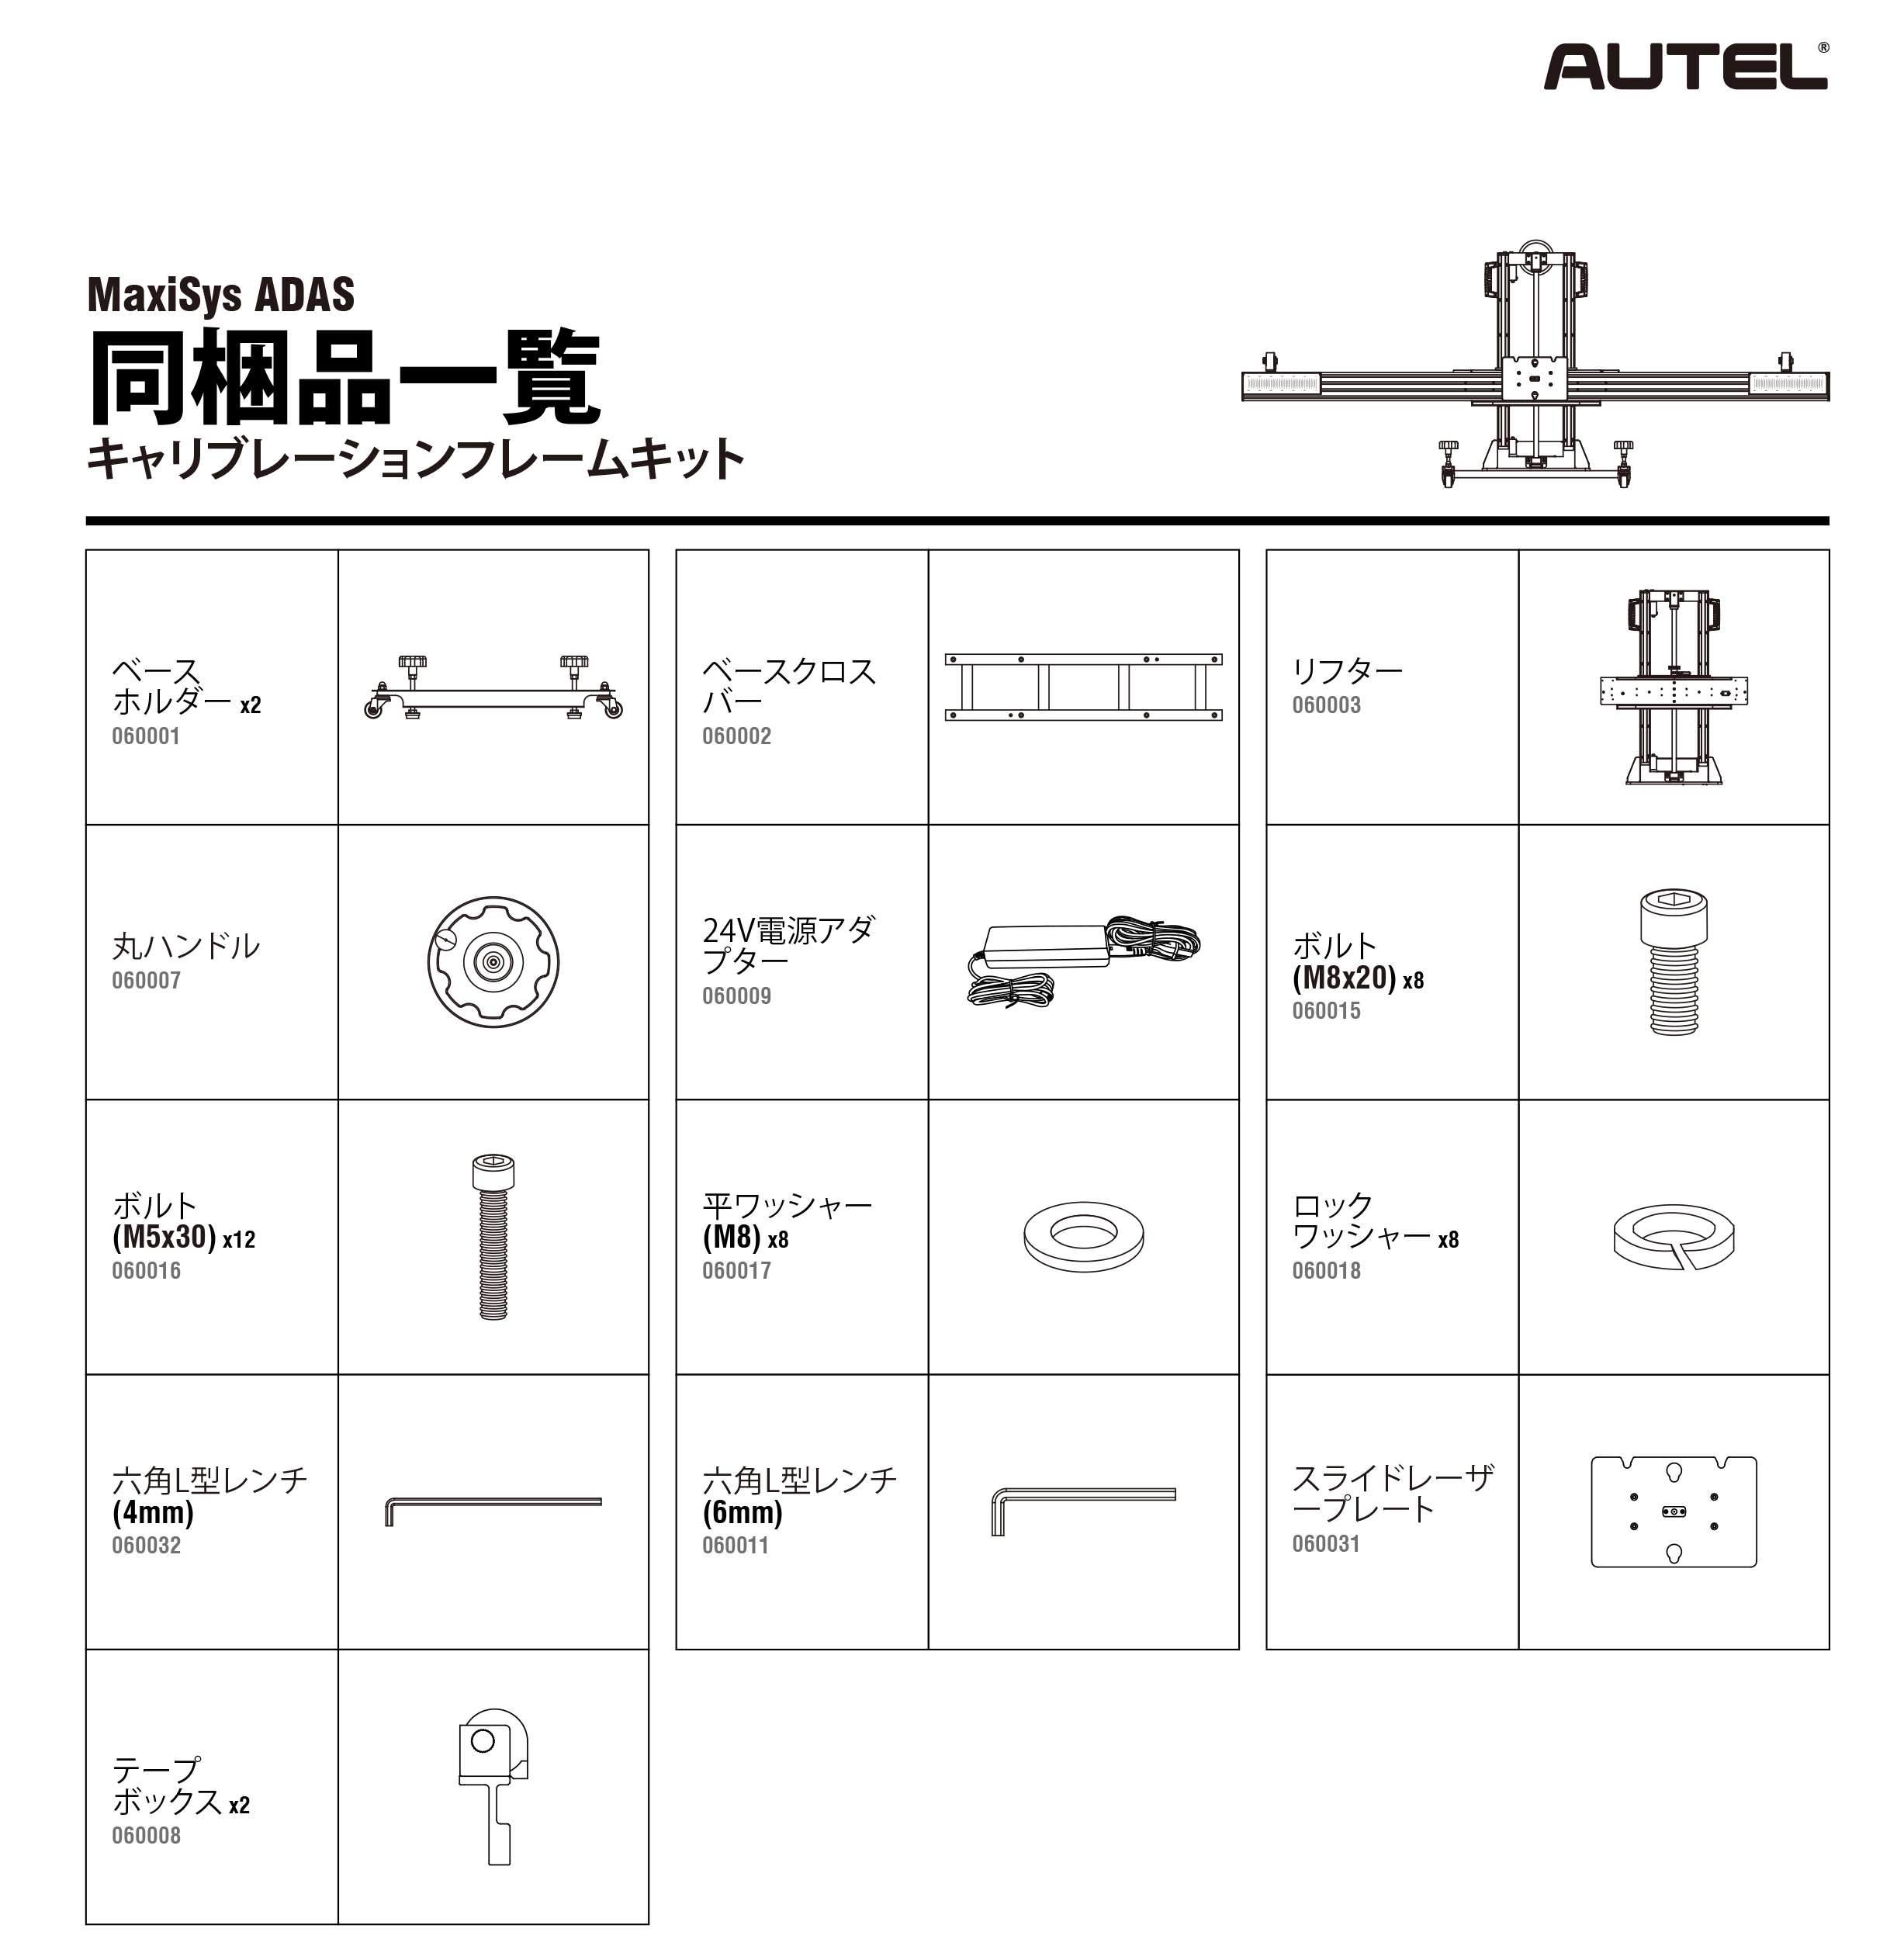 AUTEL®
MaxiSys ADAS
同梱品一覧
キャリブレーションフレームキット
ベース
ホルダー x2
060001
ベースクロス
バー
060002
リフター
060003
丸ハンドル
060007
24V電源アダ
プター
060009
ボルト
(M8x20) x8
060015
ボルト
(M5x30) x12
060016
平ワッシャー
(M8) x8
060017
ロック
ワッシャー x8
060018
六角L型レンチ
(4mm)
060032
六角L型レンチ
(6mm)
060011
スライドレーザ
ープレート
060031
テープ
ボックス x2
060008